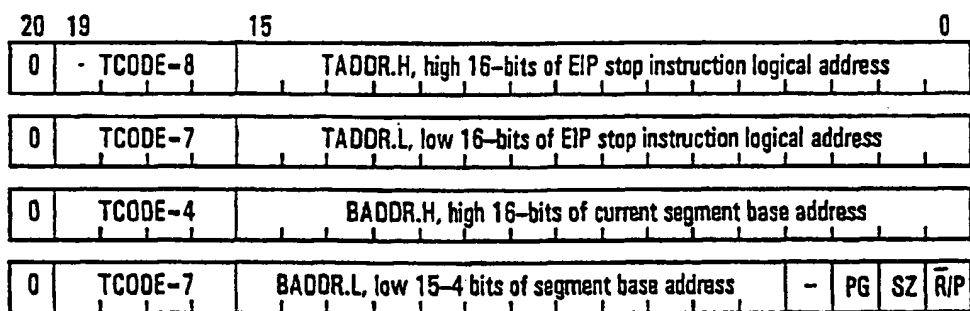 20 19 15 0
0 - TCODE-8 TADDR.H, high 16-bits of EIP stop instruction logical address
0 TCODE-7 TADDR.L, low 16-bits of EIP stop instruction logical address
0 TCODE-4 BADDR.H, high 16-bits of current segment base address
0 TCODE-7 BADDR.L, low 15-4 bits of segment base address - PG SZ R̅/P